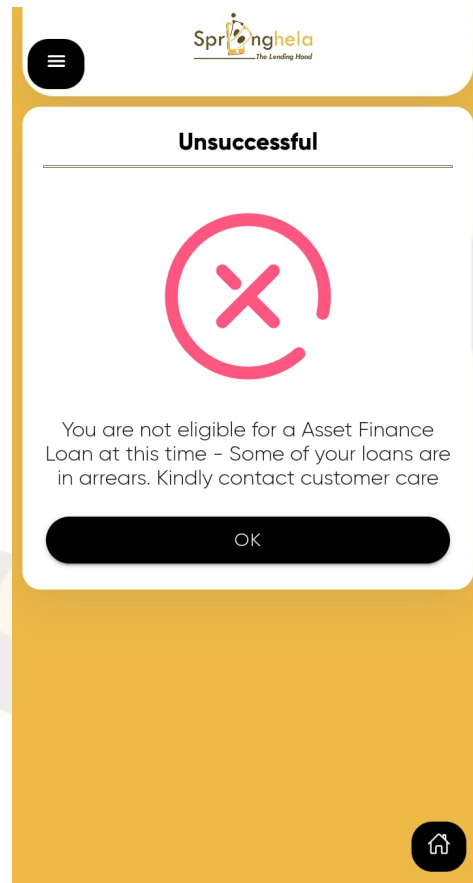 Springhela
The Lending Hand
Unsuccessful
You are not eligible for a Asset Finance
Loan at this time - Some of your loans are
in arrears. Kindly contact customer care
OK